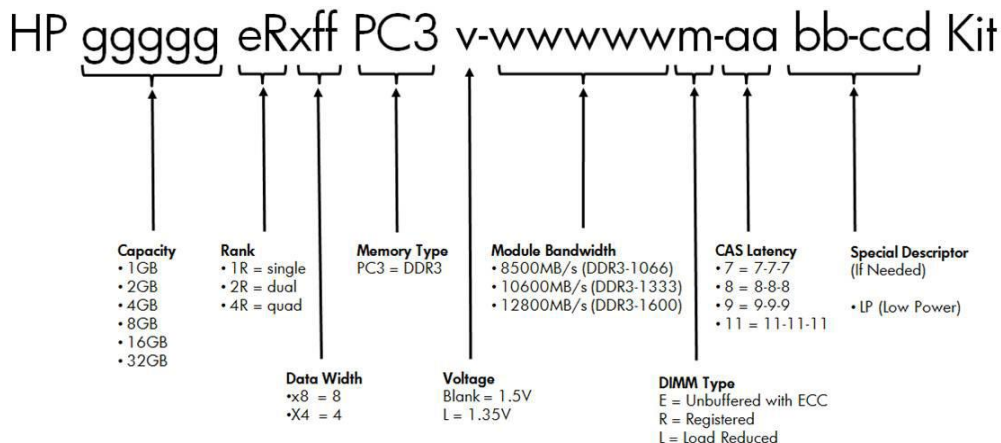 HP ggggg eRxff PC3 v-wwwwwm-aa bb-ccd Kit
Capacity
• 1GB
• 2GB
• 4GB
• 8GB
• 16GB
• 32GB
Rank
• 1R = single
• 2R = dual
• 4R = quad
Memory Type
PC3 = DDR3
Module Bandwidth
• 8500MB/s (DDR3-1066)
• 10600MB/s (DDR3-1333)
• 12800MB/s (DDR3-1600)
CAS Latency
• 7 = 7-7-7
• 8 = 8-8-8
• 9 = 9-9-9
• 11 = 11-11-11
Special Descriptor
(If Needed)
• LP (Low Power)
Data Width
•x8 = 8
•X4 = 4
Voltage
Blank = 1.5V
L = 1.35V
DIMM Type
E = Unbuffered with ECC
R = Registered
L = Load Reduced